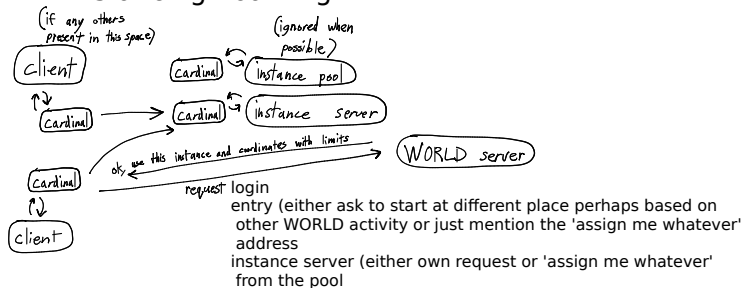 (if any others
present in this space)
client
cardinal
(ignored when
possible)
cardinal
instance pool
cardinal
instance server
WORLD server
ok, use this instance and coordinates with limits
cardinal
client
request login
entry (either ask to start at different place perhaps based on
other WORLD activity or just mention the 'assign me whatever'
address
instance server (either own request or 'assign me whatever'
from the pool